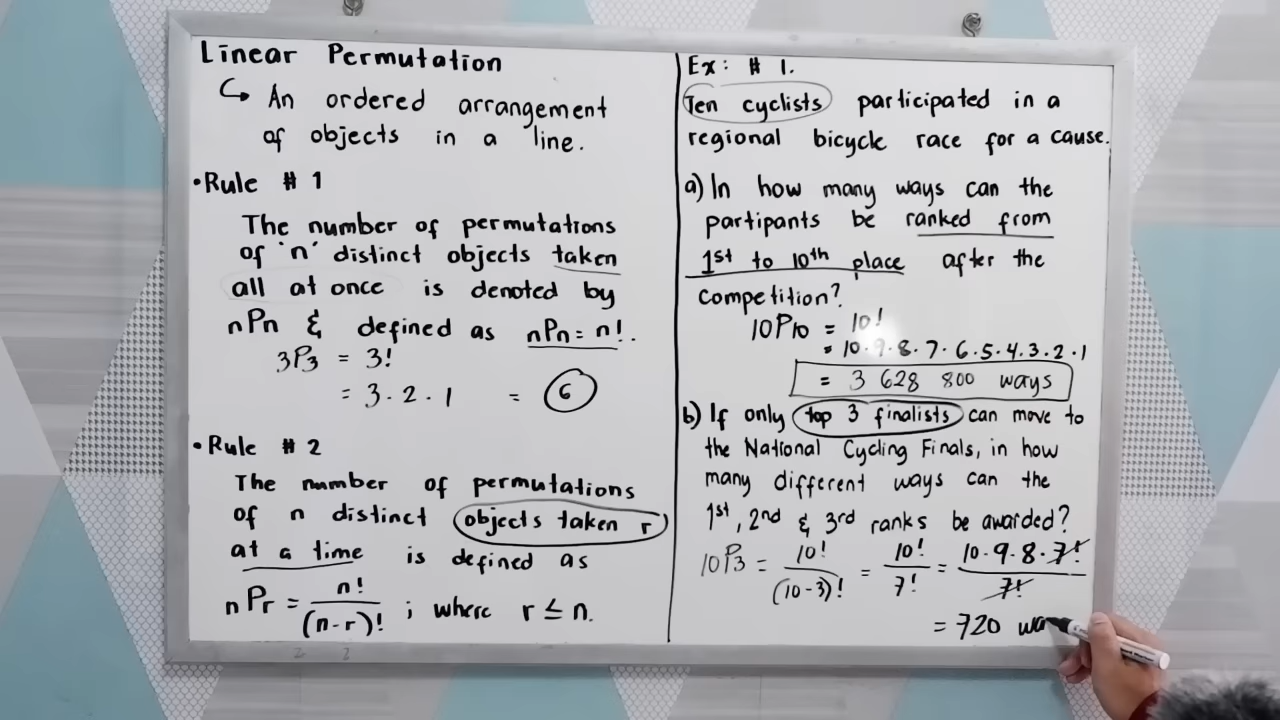 Linear Permutation
↳ An ordered arrangement
of objects in a line.
• Rule # 1
The number of permutations
of 'n' distinct objects taken
all at once is denoted by
nPn & defined as nPn = n!.
3P3 = 3!
= 3 · 2 · 1 = 6
• Rule # 2
The number of permutations
of n distinct objects taken r
at a time is defined as
nPr = n!/(n-r)! ; where r ≤ n.
Ex: # 1.
Ten cyclists participated in a
regional bicycle race for a cause.
a) In how many ways can the
partipants be ranked from
1st to 10th place after the
competition?
10P10 = 10!
= 10 · 9 · 8 · 7 · 6 · 5 · 4 · 3 · 2 · 1
= 3 628 800 ways
b) If only top 3 finalists can move to
the National Cycling Finals, in how
many different ways can the
1st, 2nd & 3rd ranks be awarded?
10P3 = 10!/(10-3)! = 10!/7! = 10 · 9 · 8 · 7!/7!
= 720 wa